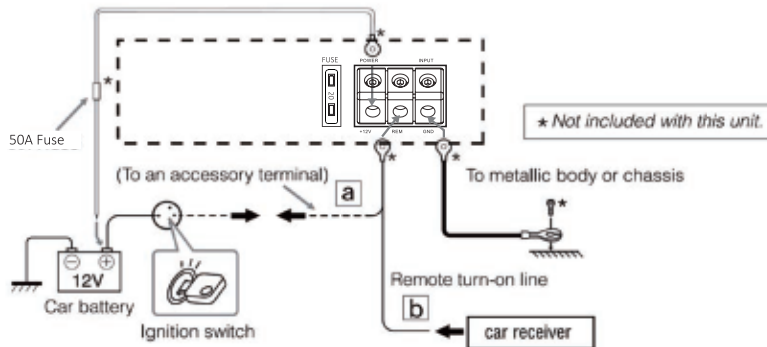 *
FUSE
POWER
INPUT
*
20
50A Fuse
+12V
REM
GND
* Not included with this unit.
*
*
(To an accessory terminal)
a
To metallic body or chassis
*
⊖ ⊕
12V
Car battery
Ignition switch
Remote turn-on line
b
car receiver